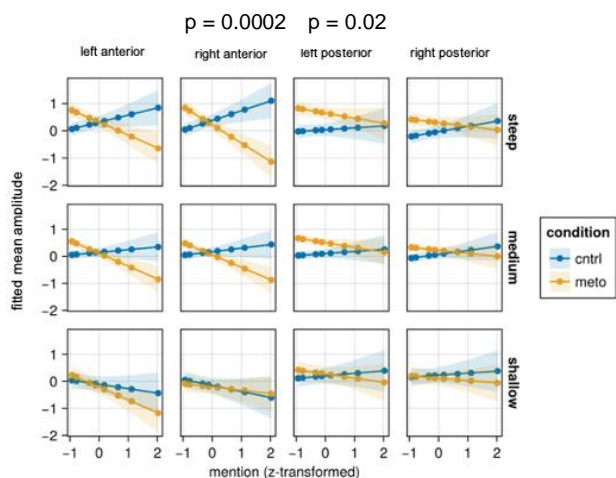 p = 0.0002 p = 0.02
left anterior right anterior left posterior right posterior
1
0
−1
−2
steep
1
0
−1
−2
medium
1
0
−1
−2
shallow
fitted mean amplitude
condition
cntrl
meto
−1 0 1 2 −1 0 1 2 −1 0 1 2 −1 0 1 2
mention (z-transformed)